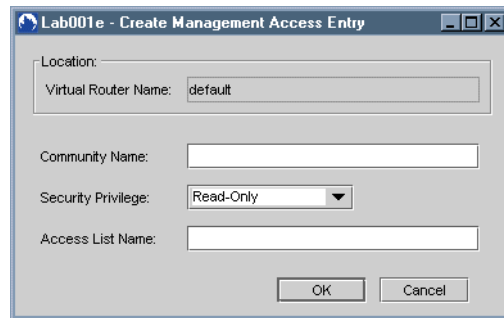 Lab001e - Create Management Access Entry
Location:
Virtual Router Name: default
Community Name:
Security Privilege: Read-Only
Access List Name:
OK Cancel